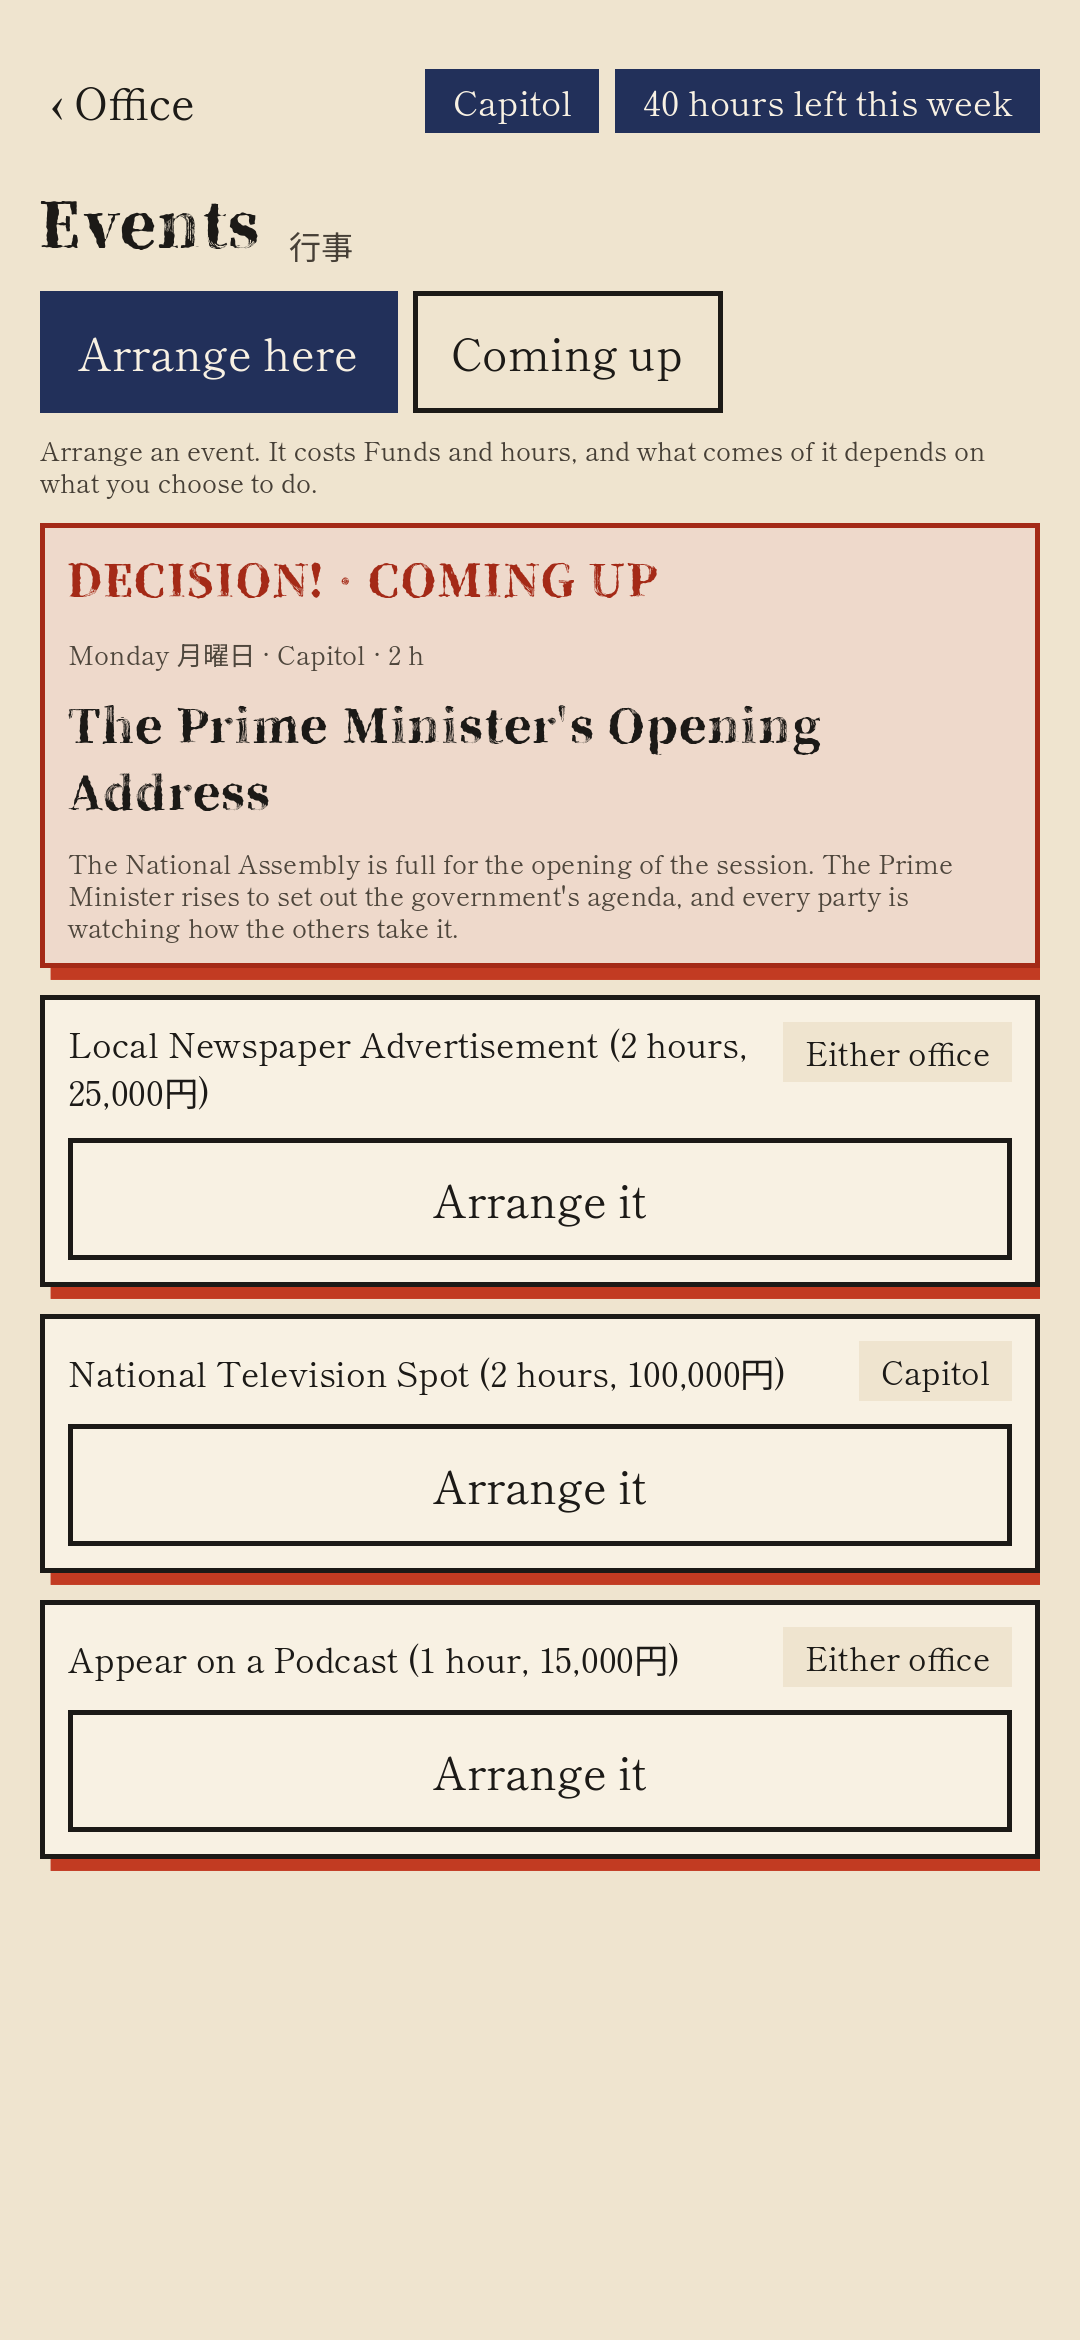 ‹ Office
Capitol
40 hours left this week
Events 行事
Arrange here
Coming up
Arrange an event. It costs Funds and hours, and what comes of it depends on
what you choose to do.
DECISION! · COMING UP
Monday 月曜日 · Capitol · 2 h
The Prime Minister's Opening
Address
The National Assembly is full for the opening of the session. The Prime
Minister rises to set out the government's agenda, and every party is
watching how the others take it.
Local Newspaper Advertisement (2 hours,
25,000円)
Either office
Arrange it
National Television Spot (2 hours, 100,000円)
Capitol
Arrange it
Appear on a Podcast (1 hour, 15,000円)
Either office
Arrange it